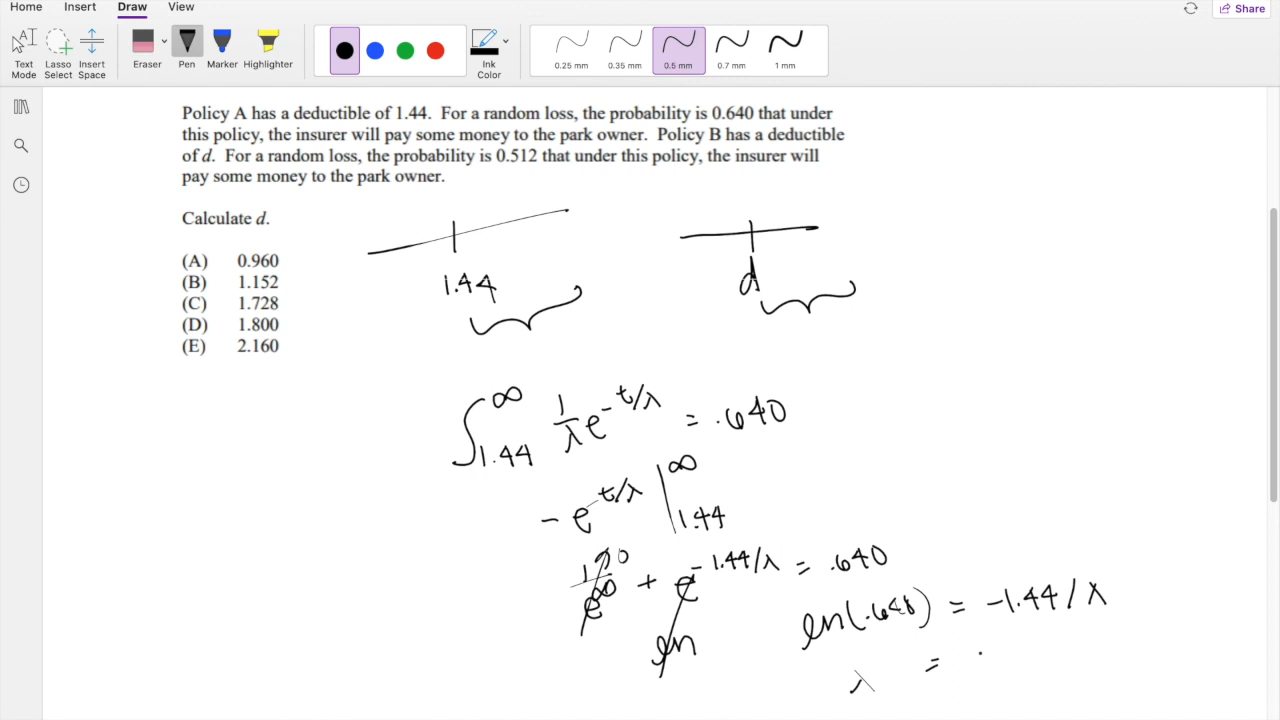 Home Insert Draw View Share
Text Mode Lasso Select Insert Space Eraser Pen Marker Highlighter Ink Color 0.25 mm 0.35 mm 0.5 mm 0.7 mm 1 mm
Policy A has a deductible of 1.44. For a random loss, the probability is 0.640 that under
this policy, the insurer will pay some money to the park owner. Policy B has a deductible
of d. For a random loss, the probability is 0.512 that under this policy, the insurer will
pay some money to the park owner.
Calculate d.
(A) 0.960
(B) 1.152
(C) 1.728
(D) 1.800
(E) 2.160
1.44
d
∫ 1.44 ∞ 1/λ e^-t/λ = .640
- e^-t/λ | 1.44 ∞
1/e^∞ 0 + e^-1.44/λ = .640
ln
ln(.640) = -1.44/λ
λ = .